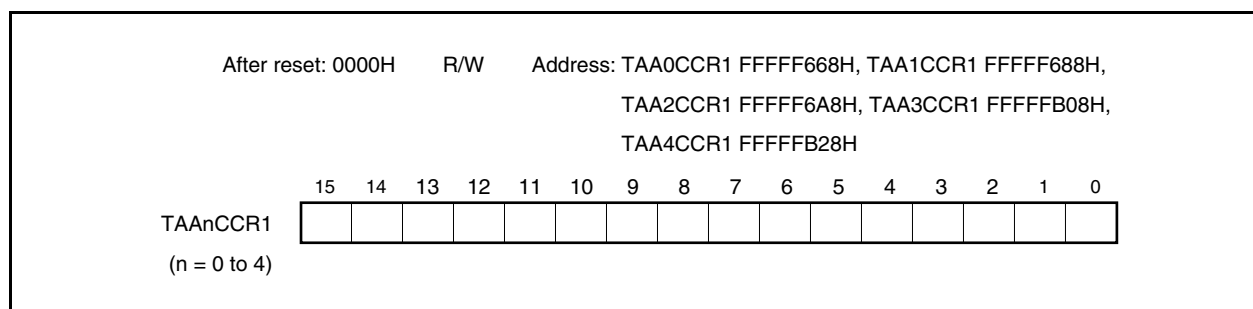 After reset: 0000H R/W Address: TAA0CCR1 FFFFF668H, TAA1CCR1 FFFFF688H,
TAA2CCR1 FFFFF6A8H, TAA3CCR1 FFFFFB08H,
TAA4CCR1 FFFFFB28H
15 14 13 12 11 10 9 8 7 6 5 4 3 2 1 0
TAAnCCR1
(n = 0 to 4)